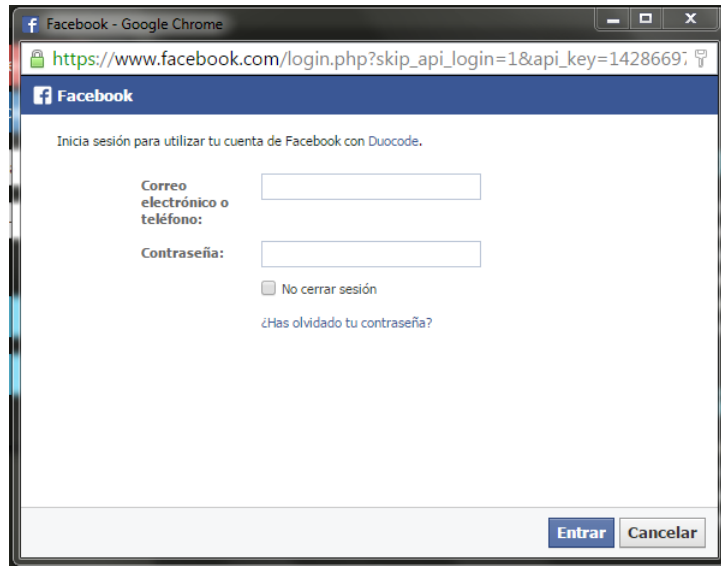 Facebook - Google Chrome
https://www.facebook.com/login.php?skip_api_login=1&api_key=1428669
Facebook
Inicia sesión para utilizar tu cuenta de Facebook con Duocode.
Correo
electrónico o
teléfono:
Contraseña:
No cerrar sesión
¿Has olvidado tu contraseña?
Entrar Cancelar